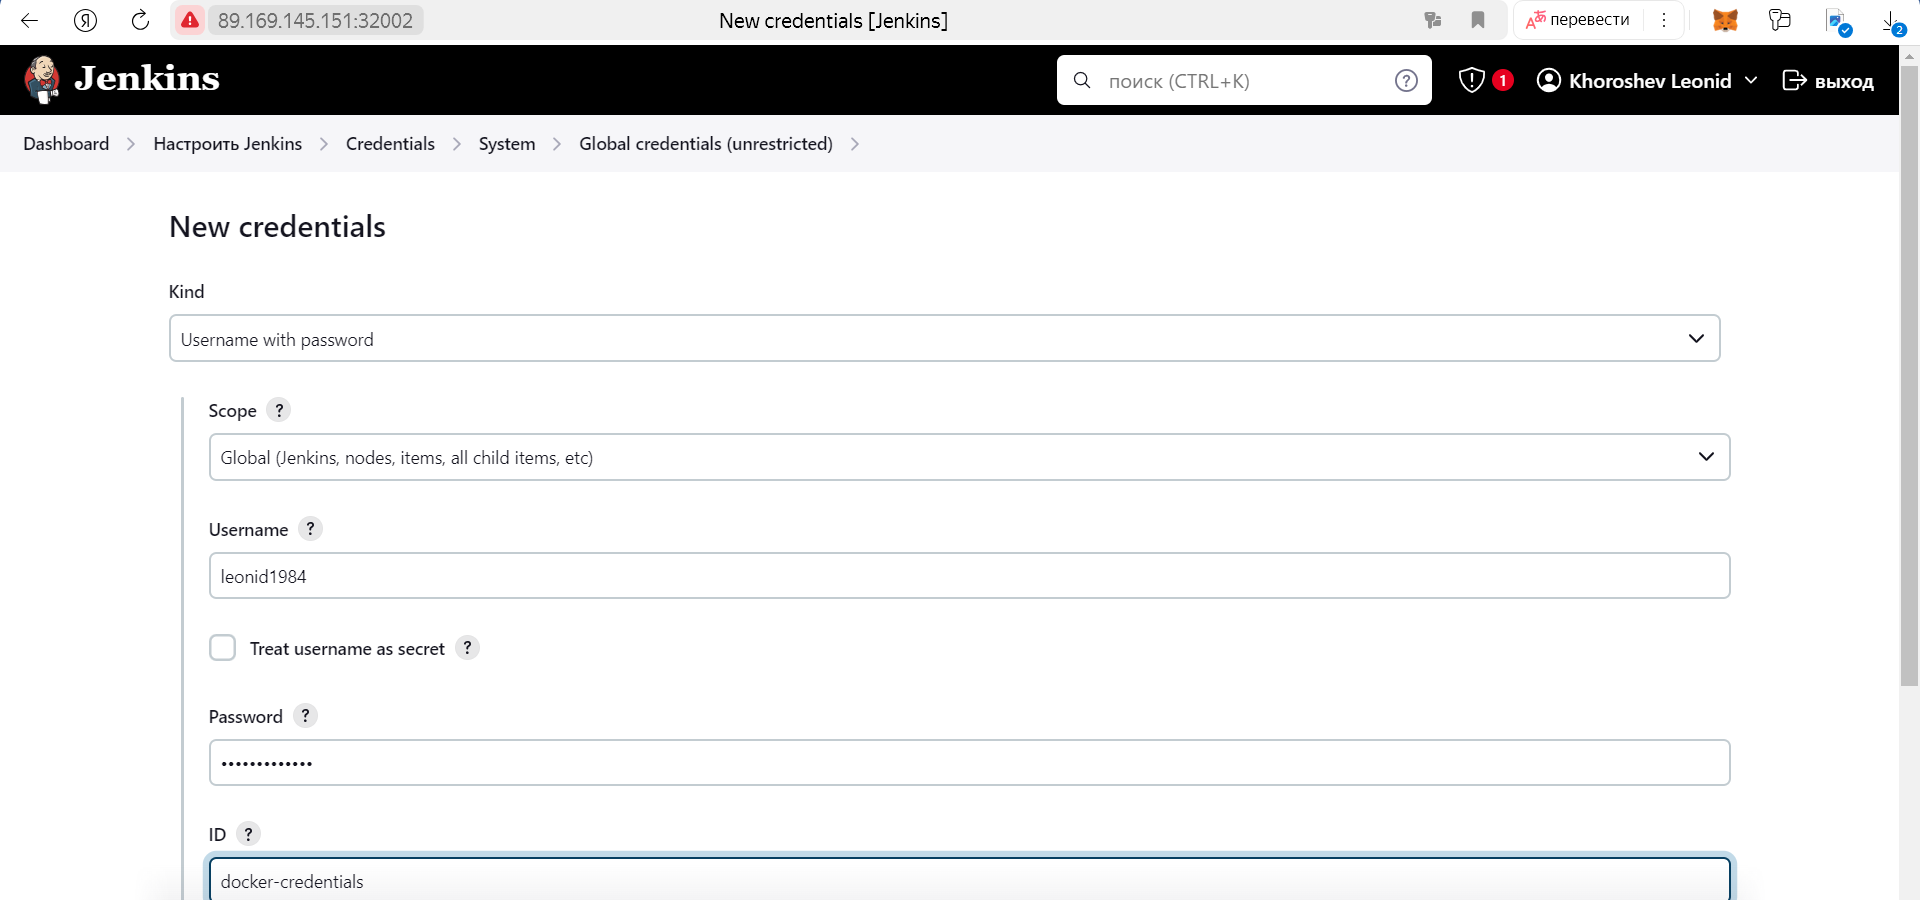 89.169.145.151:32002 New credentials [Jenkins] перевести 2
Jenkins поиск (CTRL+K) ? 1 Khoroshev Leonid выход
Dashboard Настроить Jenkins Credentials System Global credentials (unrestricted)
New credentials
Kind
Username with password
Scope ?
Global (Jenkins, nodes, items, all child items, etc)
Username ?
leonid1984
Treat username as secret ?
Password ?
•••••••••••••
ID ?
docker-credentials